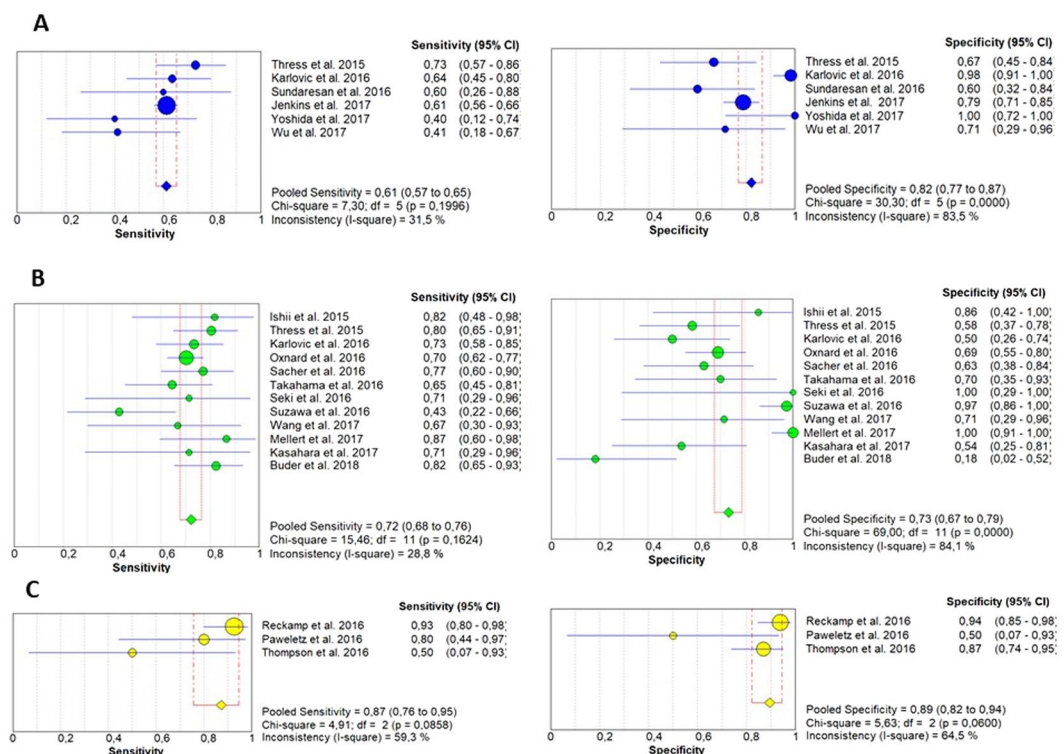 A
Sensitivity (95% CI)
Thress et al. 2015 0,73 (0,57 - 0,86)
Karlovic et al. 2016 0,64 (0,45 - 0,80)
Sundaresan et al. 2016 0,60 (0,26 - 0,88)
Jenkins et al. 2017 0,61 (0,56 - 0,66)
Yoshida et al. 2017 0,40 (0,12 - 0,74)
Wu et al. 2017 0,41 (0,18 - 0,67)
Pooled Sensitivity = 0,61 (0,57 to 0,65)
Chi-square = 7,30; df = 5 (p = 0,1996)
Inconsistency (I-square) = 31,5 %
0 0,2 0,4 0,6 0,8 1
Sensitivity
Specificity (95% CI)
Thress et al. 2015 0,67 (0,45 - 0,84)
Karlovic et al. 2016 0,98 (0,91 - 1,00)
Sundaresan et al. 2016 0,60 (0,32 - 0,84)
Jenkins et al. 2017 0,79 (0,71 - 0,85)
Yoshida et al. 2017 1,00 (0,72 - 1,00)
Wu et al. 2017 0,71 (0,29 - 0,96)
Pooled Specificity = 0,82 (0,77 to 0,87)
Chi-square = 30,30; df = 5 (p = 0,0000)
Inconsistency (I-square) = 83,5 %
0 0,2 0,4 0,6 0,8 1
Specificity
B
Sensitivity (95% CI)
Ishii et al. 2015 0,82 (0,48 - 0,98)
Thress et al. 2015 0,80 (0,65 - 0,91)
Karlovic et al. 2016 0,73 (0,58 - 0,85)
Oxnard et al. 2016 0,70 (0,62 - 0,77)
Sacher et al. 2016 0,77 (0,60 - 0,90)
Takahama et al. 2016 0,65 (0,45 - 0,81)
Seki et al. 2016 0,71 (0,29 - 0,96)
Suzawa et al. 2016 0,43 (0,22 - 0,66)
Wang et al. 2017 0,67 (0,30 - 0,93)
Mellert et al. 2017 0,87 (0,60 - 0,98)
Kasahara et al. 2017 0,71 (0,29 - 0,96)
Buder et al. 2018 0,82 (0,65 - 0,93)
Pooled Sensitivity = 0,72 (0,68 to 0,76)
Chi-square = 15,46; df = 11 (p = 0,1624)
Inconsistency (I-square) = 28,8 %
0 0,2 0,4 0,6 0,8 1
Sensitivity
Specificity (95% CI)
Ishii et al. 2015 0,86 (0,42 - 1,00)
Thress et al. 2015 0,58 (0,37 - 0,78)
Karlovic et al. 2016 0,50 (0,26 - 0,74)
Oxnard et al. 2016 0,69 (0,55 - 0,80)
Sacher et al. 2016 0,63 (0,38 - 0,84)
Takahama et al. 2016 0,70 (0,35 - 0,93)
Seki et al. 2016 1,00 (0,29 - 1,00)
Suzawa et al. 2016 0,97 (0,86 - 1,00)
Wang et al. 2017 0,71 (0,29 - 0,96)
Mellert et al. 2017 1,00 (0,91 - 1,00)
Kasahara et al. 2017 0,54 (0,25 - 0,81)
Buder et al. 2018 0,18 (0,02 - 0,52)
Pooled Specificity = 0,73 (0,67 to 0,79)
Chi-square = 69,00; df = 11 (p = 0,0000)
Inconsistency (I-square) = 84,1 %
0 0,2 0,4 0,6 0,8 1
Specificity
C
Sensitivity (95% CI)
Reckamp et al. 2016 0,93 (0,80 - 0,98)
Paweletz et al. 2016 0,80 (0,44 - 0,97)
Thompson et al. 2016 0,50 (0,07 - 0,93)
Pooled Sensitivity = 0,87 (0,76 to 0,95)
Chi-square = 4,91; df = 2 (p = 0,0858)
Inconsistency (I-square) = 59,3 %
0 0,2 0,4 0,6 0,8 1
Sensitivity
Specificity (95% CI)
Reckamp et al. 2016 0,94 (0,85 - 0,98)
Paweletz et al. 2016 0,50 (0,07 - 0,93)
Thompson et al. 2016 0,87 (0,74 - 0,95)
Pooled Specificity = 0,89 (0,82 to 0,94)
Chi-square = 5,63; df = 2 (p = 0,0600)
Inconsistency (I-square) = 64,5 %
0 0,2 0,4 0,6 0,8 1
Specificity